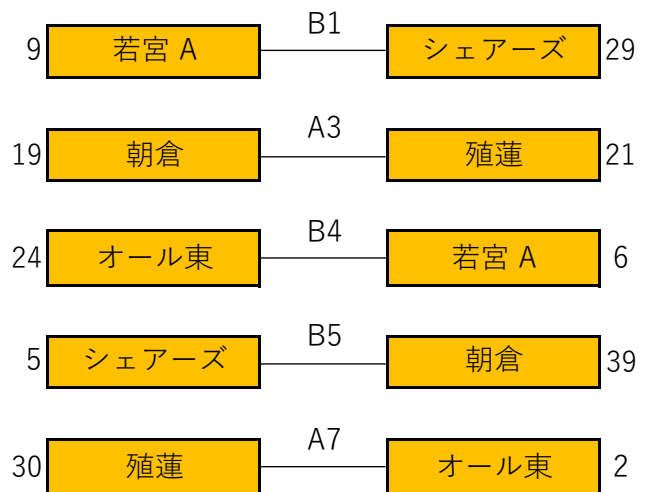 B1
9 若宮 A シェアーズ 29
A3
19 朝倉 殖蓮 21
B4
24 オール東 若宮 A 6
B5
5 シェアーズ 朝倉 39
A7
30 殖蓮 オール東 2